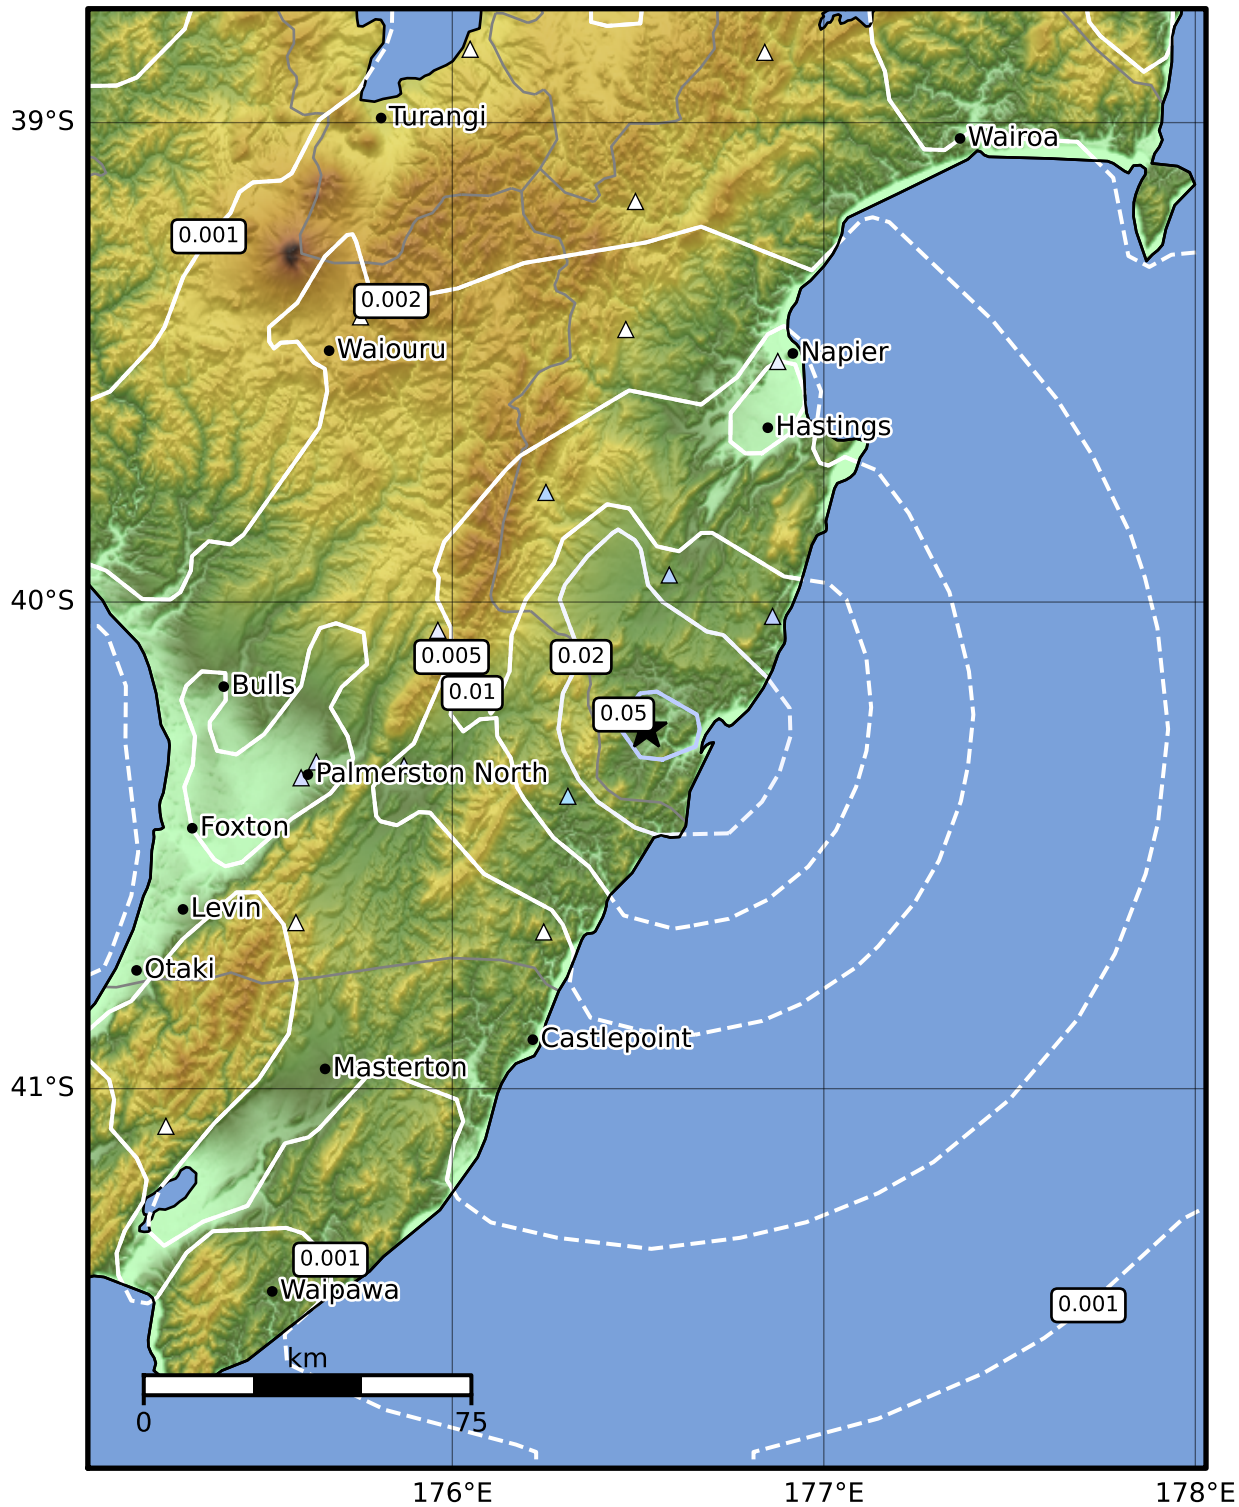 39°S
Turangi
Wairoa
0.001
0.002
Waiouru
Napier
Hastings
40°S
0.005
0.02
Bulls
0.01
0.05
Palmerston North
Foxton
Levin
Otaki
Castlepoint
Masterton
41°S
0.001
Waipawa
0.001
km
0
75
176°E
177°E
178°E